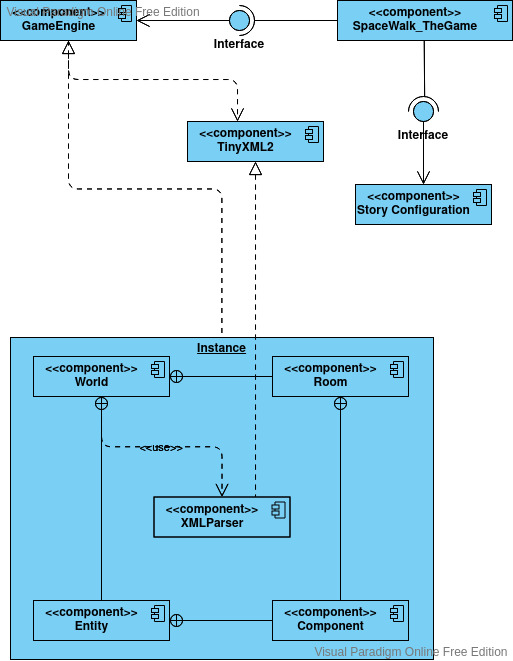 Visual Paradigm Online Free Edition
<<component>>
GameEngine
Interface
<<component>>
SpaceWalk_TheGame
Interface
<<component>>
TinyXML2
<<component>>
Story Configuration
Instance
<<component>>
World
<<component>>
Room
<<use>>
<<component>>
XMLParser
<<component>>
Entity
<<component>>
Component
Visual Paradigm Online Free Edition